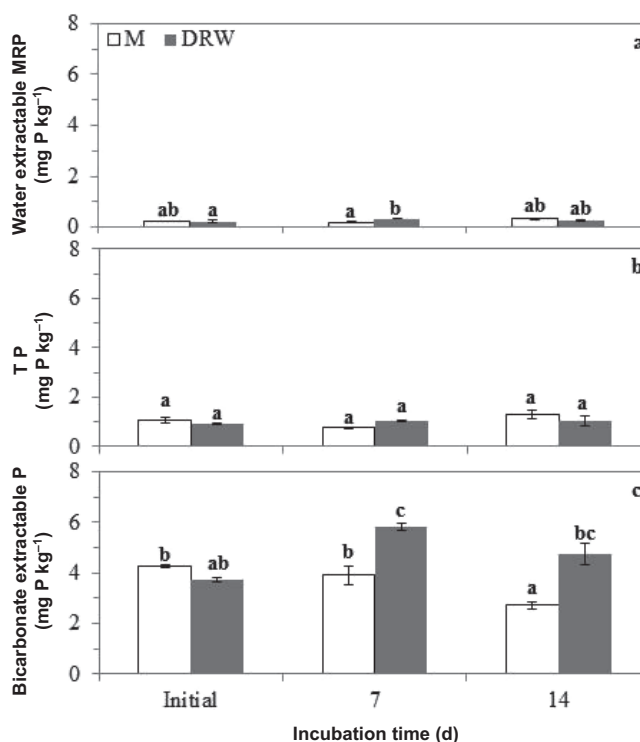 8
M DRW
a
6
4
2
0
ab a a b ab ab
Water extractable MRP
(mg P kg⁻¹)
8
b
6
4
2
0
a a a a a a
T P
(mg P kg⁻¹)
8
c
6
4
2
0
b ab b c a bc
Bicarbonate extractable P
(mg P kg⁻¹)
Initial 7 14
Incubation time (d)